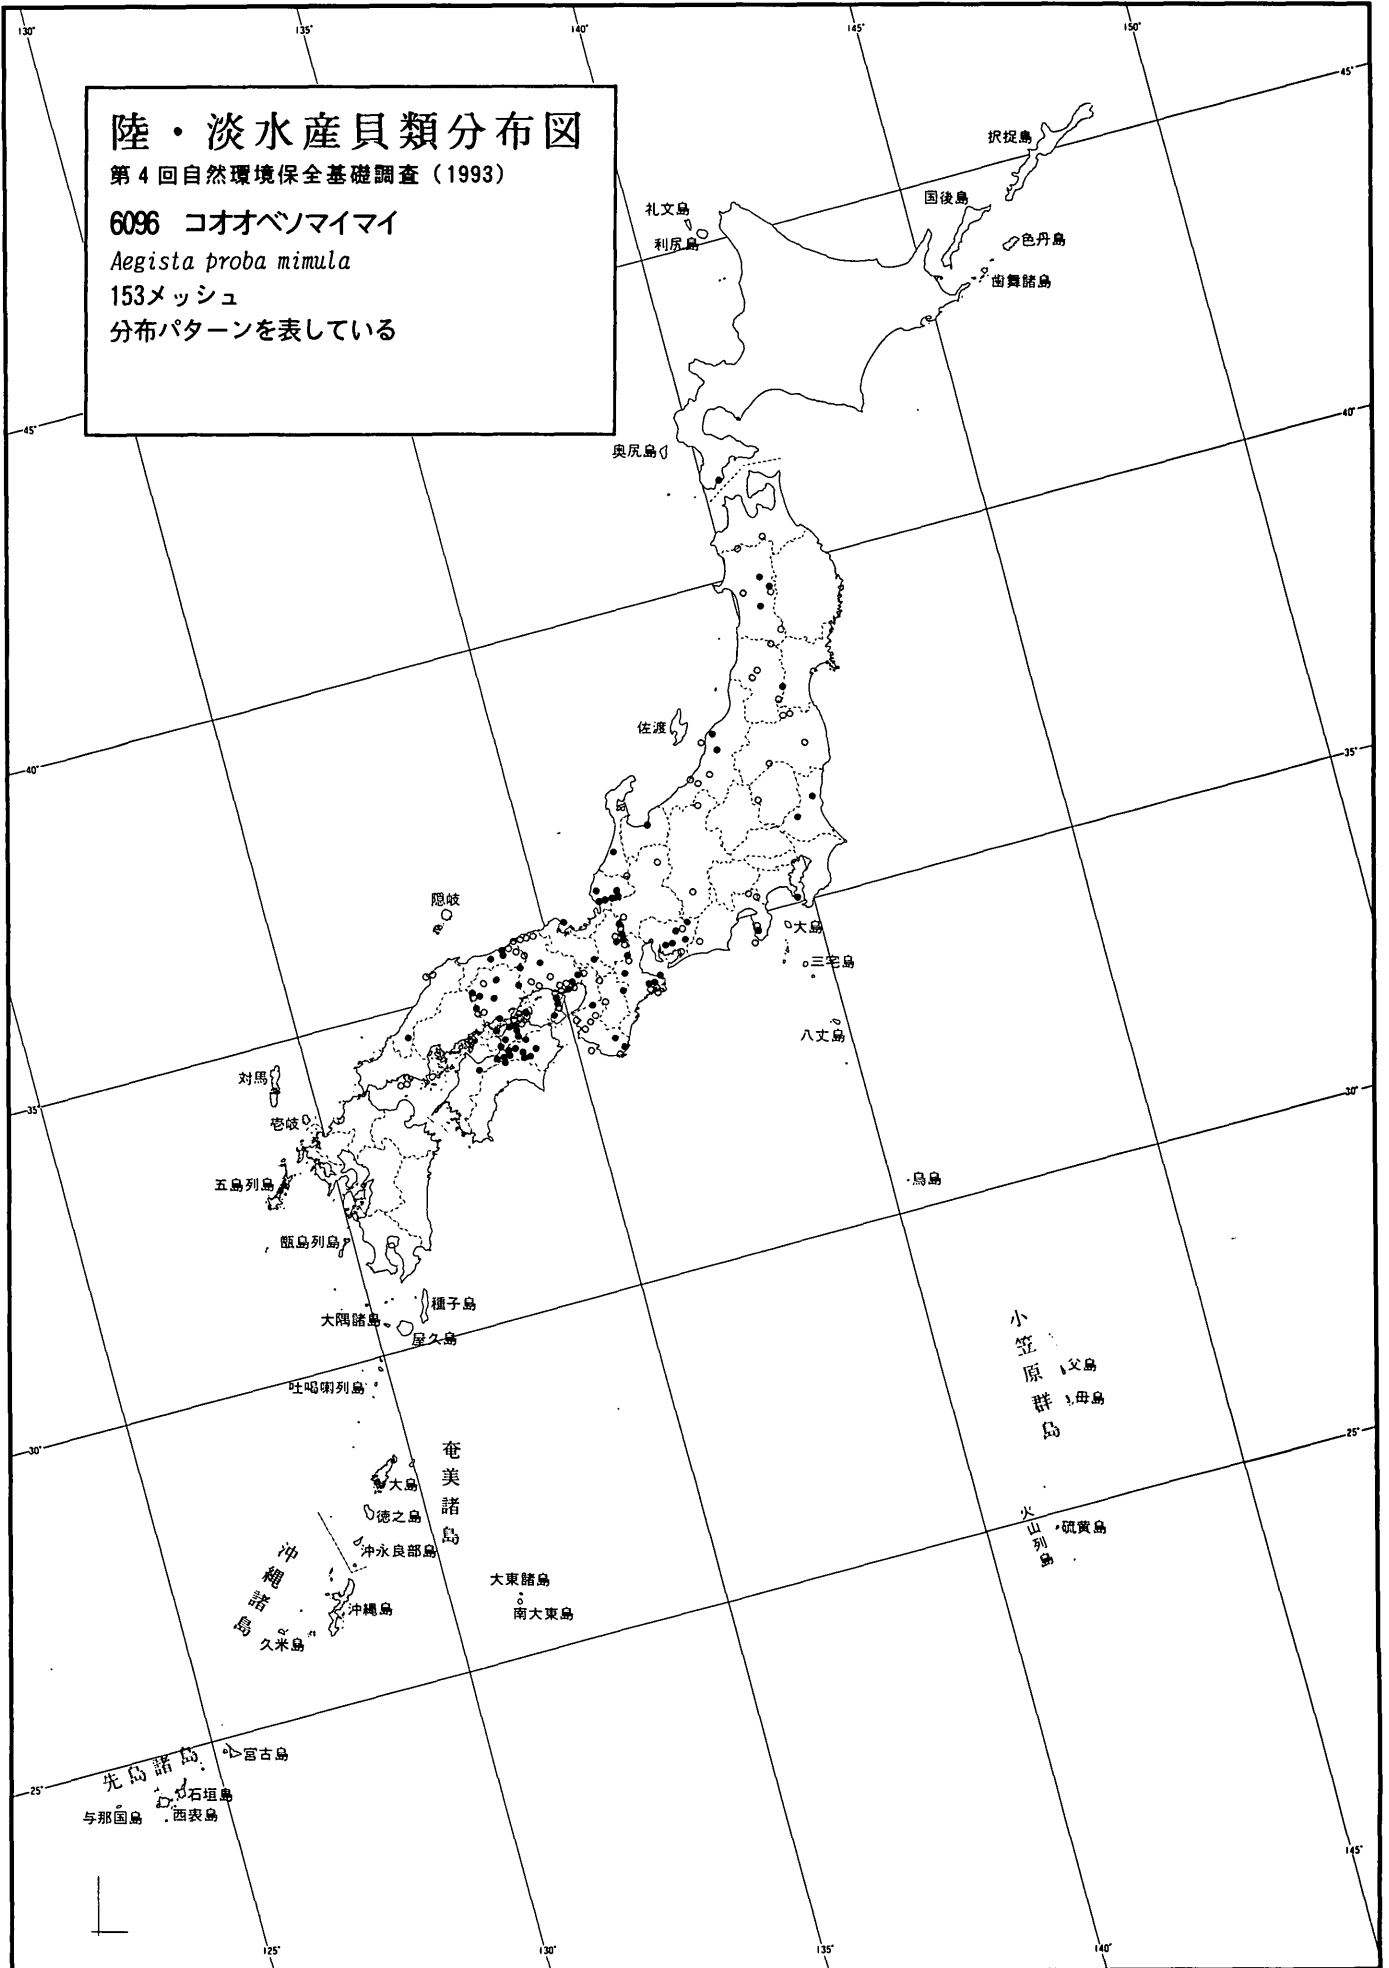 130°
135°
140°
145°
150°
45°
陸・淡水産貝類分布図
第4回自然環境保全基礎調査（1993）
6096 コオオベソマイマイ
Aegista proba mimula
153メッシュ
分布パターンを表している
択捉島
国後島
礼文島
利尻島
色丹島
歯舞諸島
40°
45°
奥尻島
佐渡
35°
40°
隠岐
大島
三宅島
八丈島
対馬
30°
35°
壱岐
五島列島
鳥島
甑島列島
種子島
大隅諸島
屋久島
小笠原群島
父島
吐噶喇列島
母島
25°
30°
奄美諸島
大島
徳之島
火山列島
硫黄島
沖永良部島
沖縄諸島
大東諸島
沖縄島
南大東島
久米島
先島諸島
宮古島
25°
石垣島
与那国島
西表島
145°
125°
130°
135°
140°